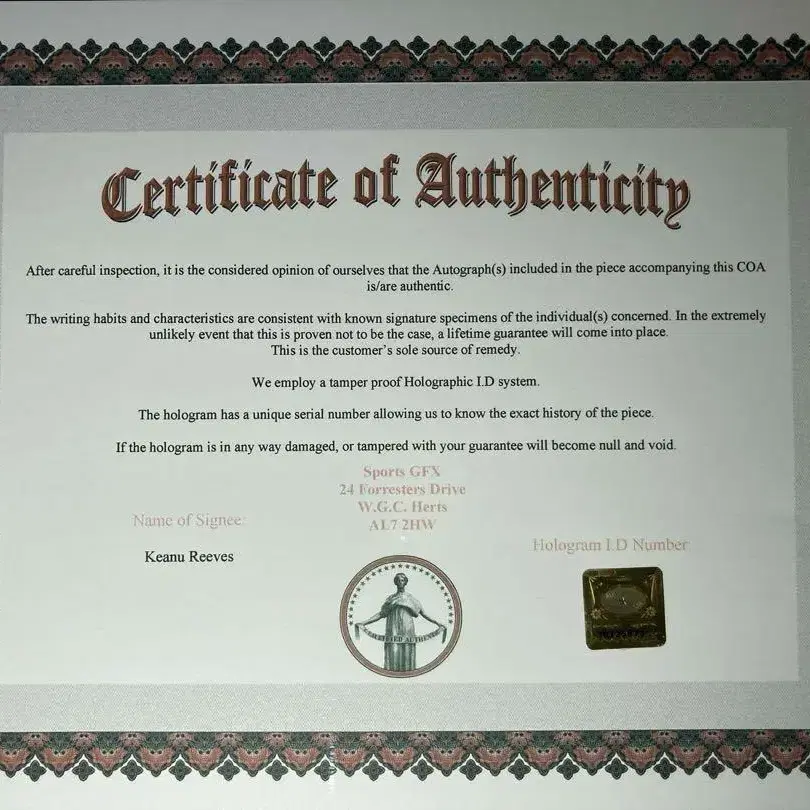 Certificate of Authenticity
After careful inspection, it is the considered opinion of ourselves that the Autograph(s) included in the piece accompanying this COA
is/are authentic.
The writing habits and characteristics are consistent with known signature specimens of the individual(s) concerned. In the extremely
unlikely event that this is proven not to be the case, a lifetime guarantee will come into place.
This is the customer's sole source of remedy.
We employ a tamper proof Holographic I.D system.
The hologram has a unique serial number allowing us to know the exact history of the piece.
If the hologram is in any way damaged, or tampered with your guarantee will become null and void.
Sports GFX
24 Forresters Drive
W.G.C. Herts
AL7 2HW
Name of Signee:
Keanu Reeves
Hologram I.D Number